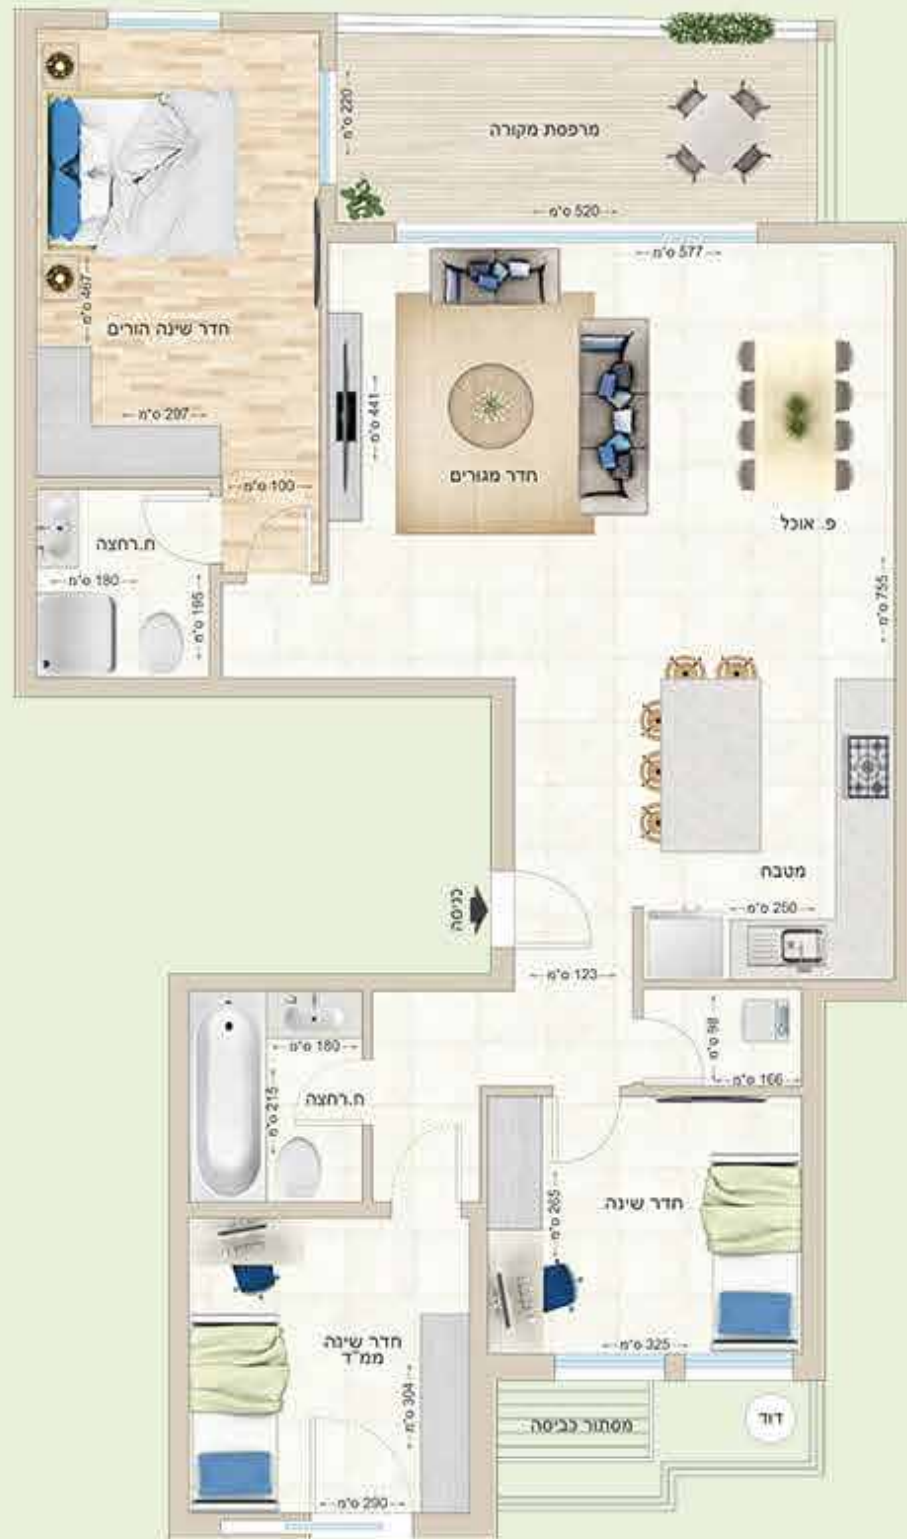 220 ס"מ
מרפסת מקורה
520 ס"מ
577 ס"מ
467 ס"מ
חדר שינה הורים
297 ס"מ
441 ס"מ
חדר מגורים
100 ס"מ
פ. אוכל
ח.רחצה
180 ס"מ
195 ס"מ
755 ס"מ
מטבח
250 ס"מ
כניסה
123 ס"מ
98 ס"מ
166 ס"מ
180 ס"מ
215 ס"מ
ח.רחצה
חדר שינה
265 ס"מ
325 ס"מ
חדר שינה
ממ"ד
304 ס"מ
290 ס"מ
מסתור כביסה
דוד